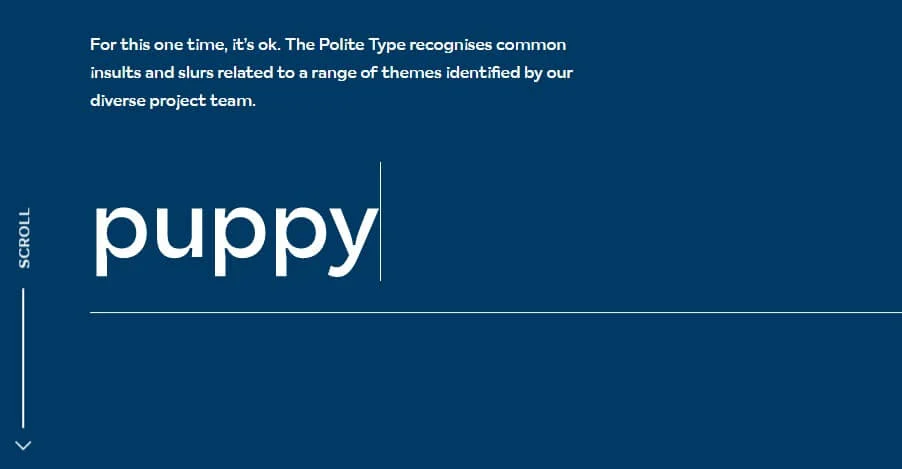 For this one time, it's ok. The Polite Type recognises common
insults and slurs related to a range of themes identified by our
diverse project team.
puppy
SCROLL